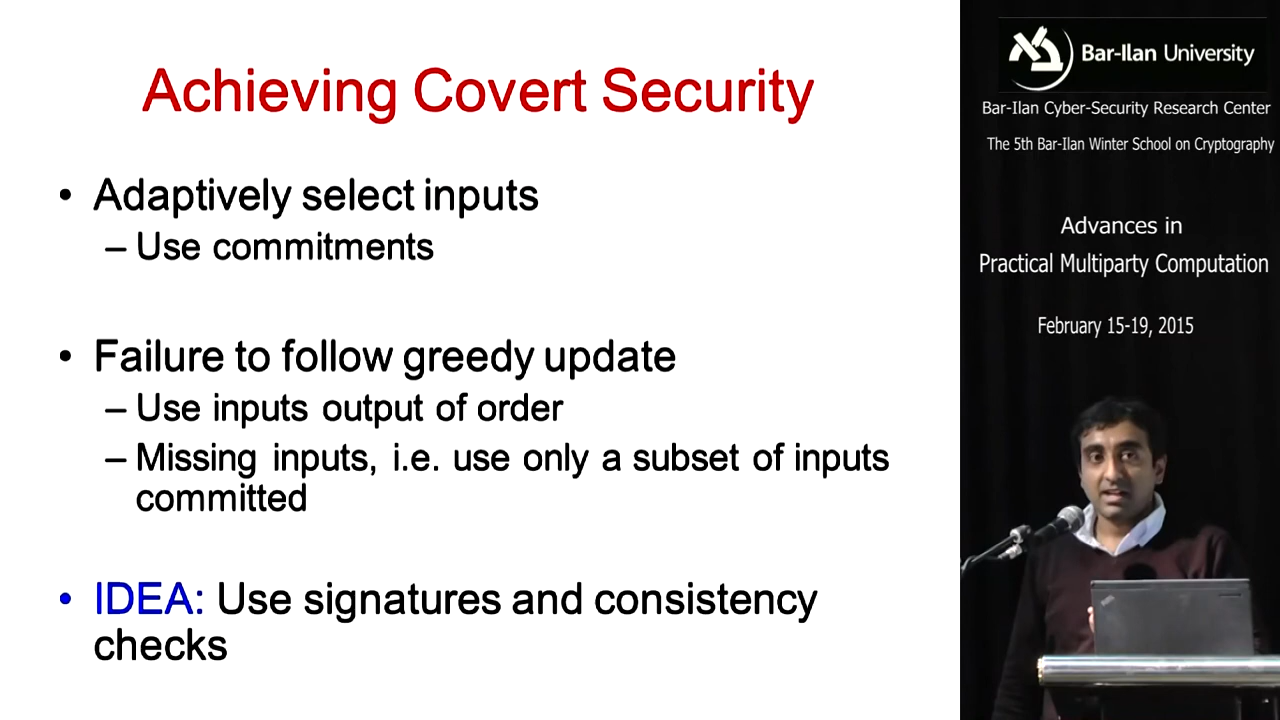 Achieving Covert Security
• Adaptively select inputs
– Use commitments
• Failure to follow greedy update
– Use inputs output of order
– Missing inputs, i.e. use only a subset of inputs
committed
• IDEA: Use signatures and consistency
checks
Bar-Ilan University
Bar-Ilan Cyber-Security Research Center
The 5th Bar-Ilan Winter School on Cryptography
Advances in
Practical Multiparty Computation
February 15-19, 2015